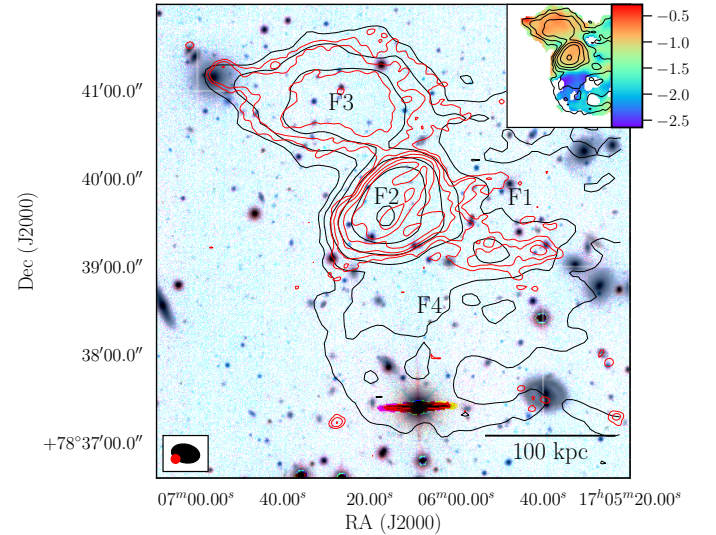 −0.5
−1.0
−1.5
−2.0
−2.5
41′00.0″
40′00.0″
39′00.0″
38′00.0″
+78°37′00.0″
Dec (J2000)
F3
F2
F1
F4
100 kpc
07ᵐ00.00ˢ 40.00ˢ 20.00ˢ 06ᵐ00.00ˢ 40.00ˢ 17ʰ05ᵐ20.00ˢ
RA (J2000)